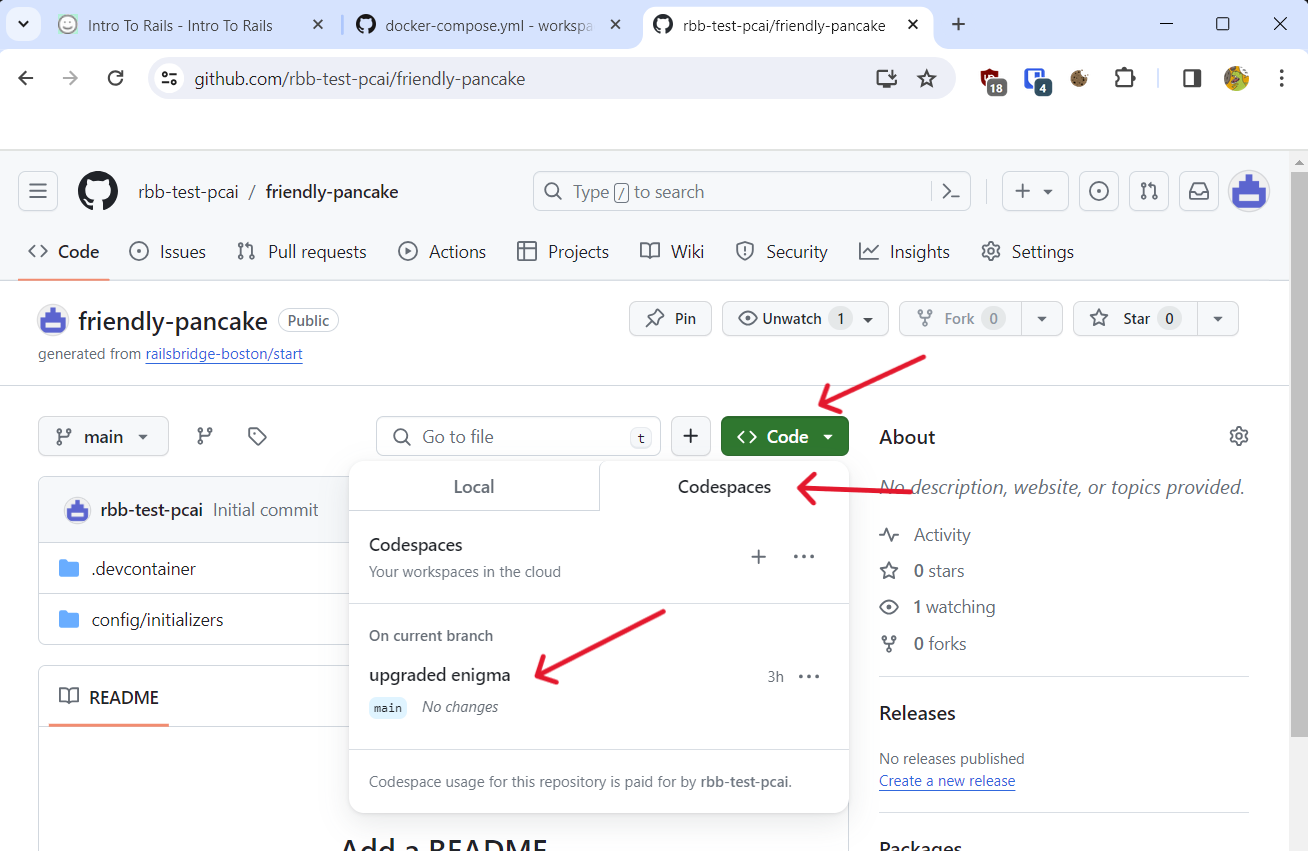 Intro To Rails - Intro To Rails
docker-compose.yml - workspa
rbb-test-pcai/friendly-pancake
github.com/rbb-test-pcai/friendly-pancake
18
4
rbb-test-pcai / friendly-pancake
Type / to search
Code
Issues
Pull requests
Actions
Projects
Wiki
Security
Insights
Settings
friendly-pancake
Public
Pin
Unwatch 1
Fork 0
Star 0
generated from railsbridge-boston/start
main
Go to file
t
Code
About
Local
Codespaces
No description, website, or topics provided.
rbb-test-pcai Initial commit
Codespaces
Your workspaces in the cloud
Activity
.devcontainer
0 stars
1 watching
config/initializers
On current branch
0 forks
upgraded enigma
3h
README
main
No changes
Releases
No releases published
Codespace usage for this repository is paid for by rbb-test-pcai.
Create a new release
Add a README
Packages